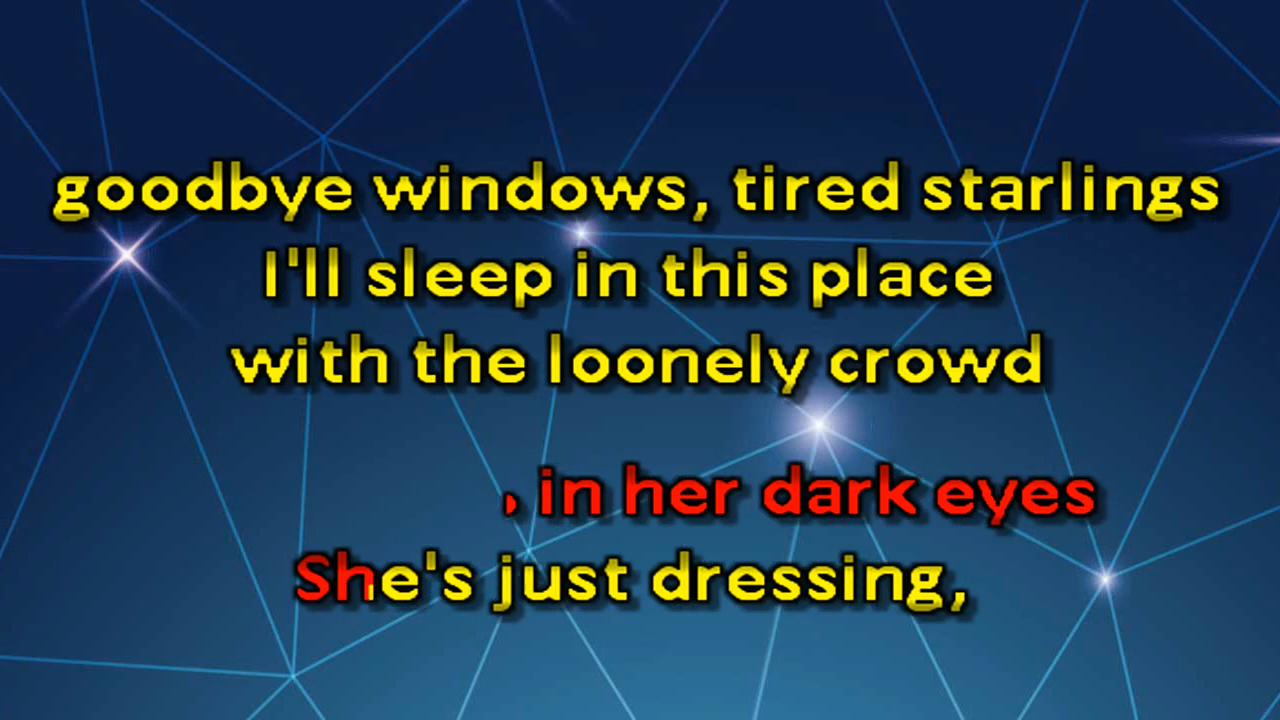 goodbye windows, tired starlings
I'll sleep in this place
with the loonely crowd
in her dark eyes
She's just dressing,